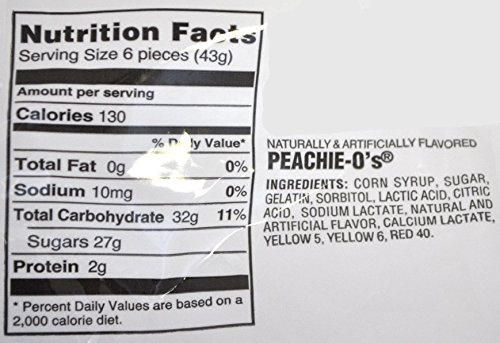 Nutrition Facts
Serving Size 6 pieces (43g)
Amount per serving
Calories 130
% Daily Value*
Total Fat 0g 0%
Sodium 10mg 0%
Total Carbohydrate 32g 11%
Sugars 27g
Protein 2g
* Percent Daily Values are based on a
2,000 calorie diet.
NATURALLY & ARTIFICIALLY FLAVORED
PEACHIE-O's®
INGREDIENTS: CORN SYRUP, SUGAR,
GELATIN, SORBITOL, LACTIC ACID, CITRIC
ACID, SODIUM LACTATE, NATURAL AND
ARTIFICIAL FLAVOR, CALCIUM LACTATE,
YELLOW 5, YELLOW 6, RED 40.